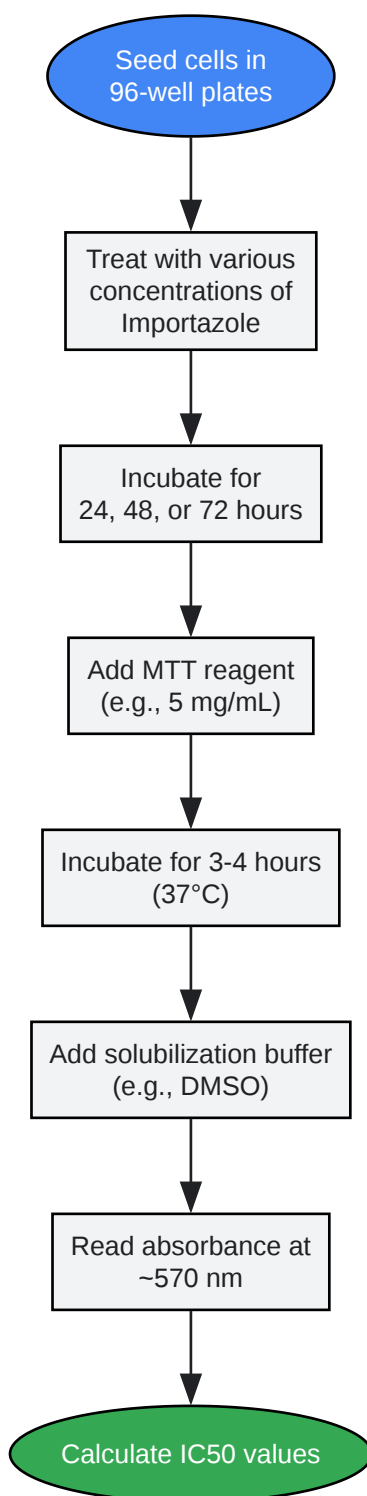 Seed cells in
96-well plates
Treat with various
concentrations of
Importazole
Incubate for
24, 48, or 72 hours
Add MTT reagent
(e.g., 5 mg/mL)
Incubate for 3-4 hours
(37°C)
Add solubilization buffer
(e.g., DMSO)
Read absorbance at
~570 nm
Calculate IC50 values